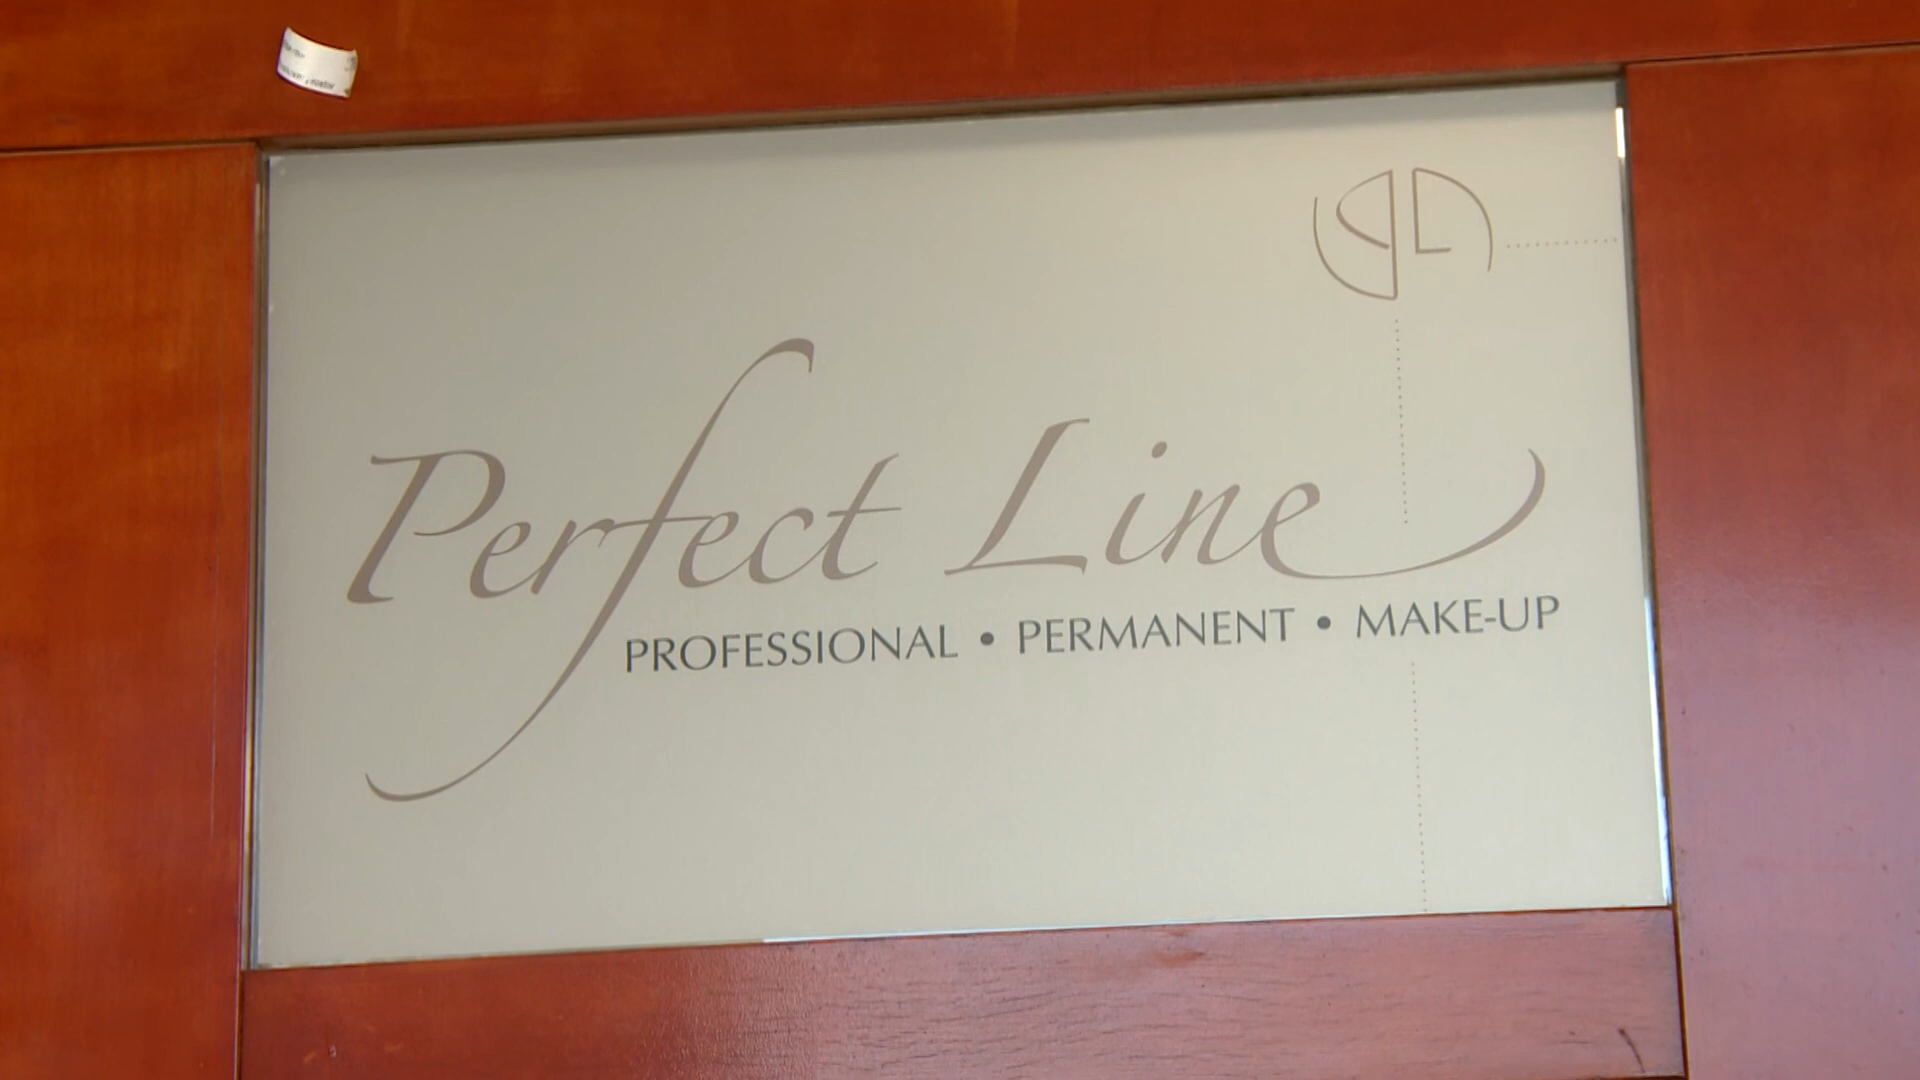 Perfect Line
PROFESSIONAL • PERMANENT • MAKE-UP